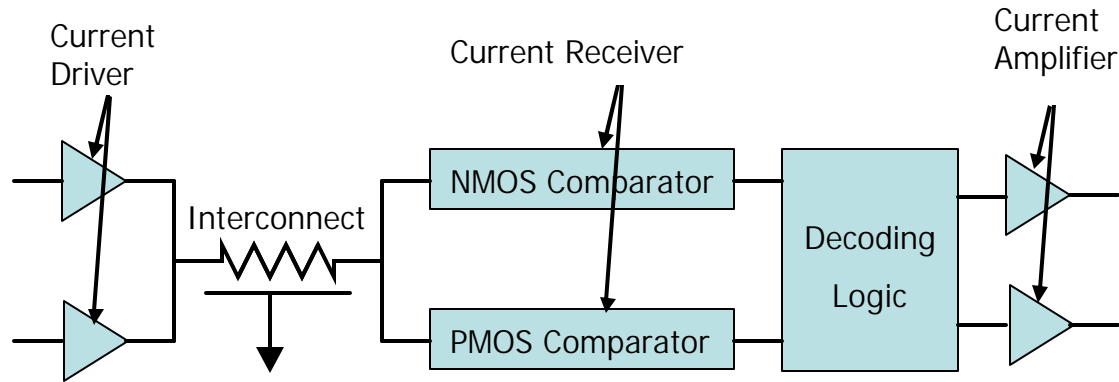 Current
Driver
Current Receiver
Current
Amplifier
Interconnect
NMOS Comparator
PMOS Comparator
Decoding
Logic